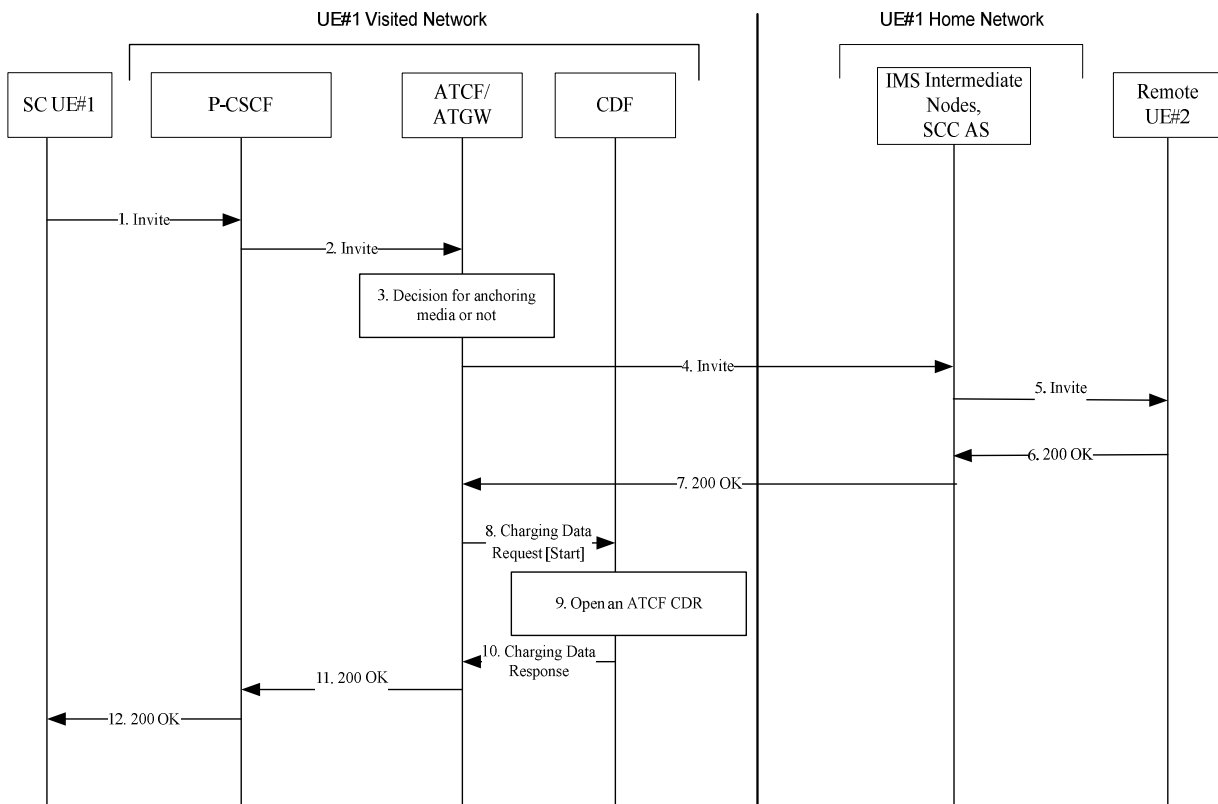 UE#1 Visited Network
UE#1 Home Network
SC UE#1
P-CSCF
ATCF/
ATGW
CDF
IMS Intermediate
Nodes,
SCC AS
Remote
UE#2
1. Invite
2. Invite
3. Decision for anchoring
media or not
4. Invite
5. Invite
6. 200 OK
7. 200 OK
8. Charging Data
Request [Start]
9. Open an ATCF CDR
10. Charging Data
Response
11. 200 OK
12. 200 OK